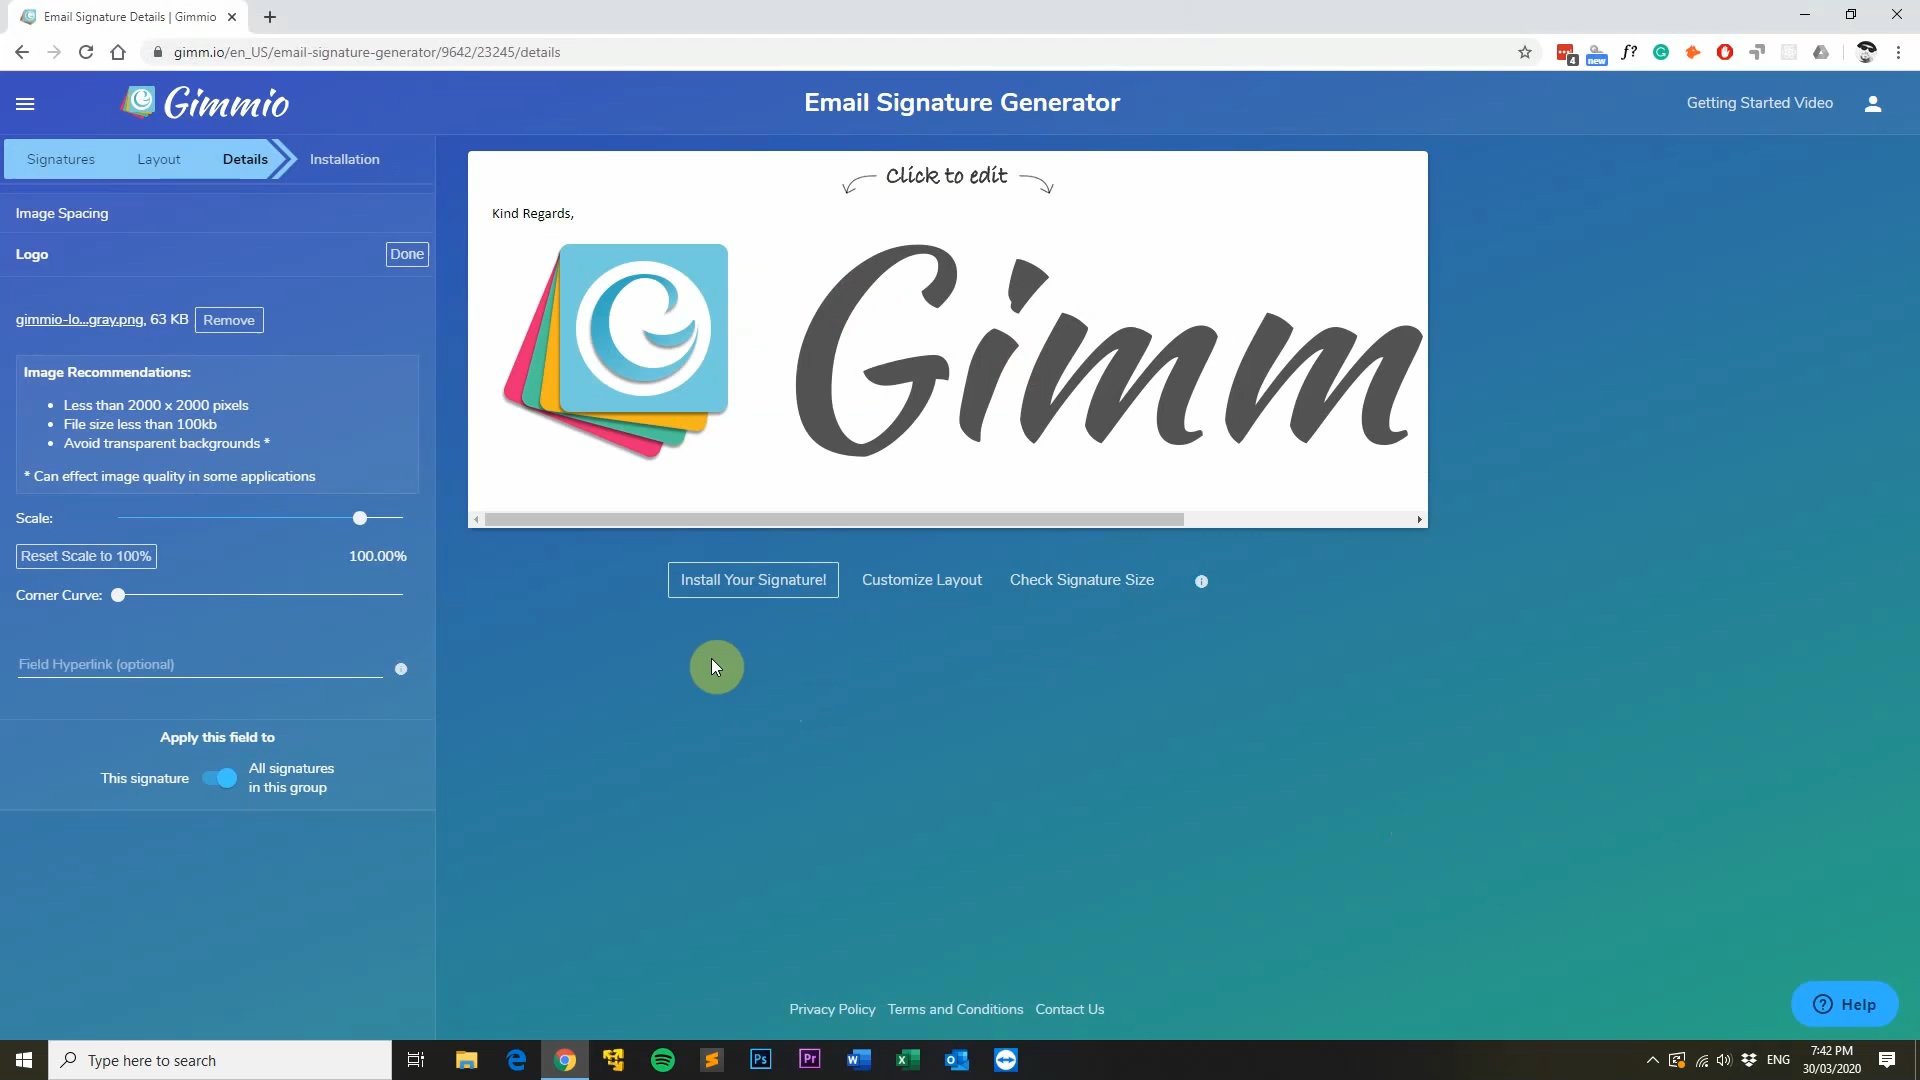 Email Signature Details | Gimmio
gimm.io/en_US/email-signature-generator/9642/23245/details
4
new
f?
Gimmio
Email Signature Generator
Getting Started Video
Signatures
Layout
Details
Installation
Image Spacing
Logo
Done
gimmio-lo...gray.png, 63 KB
Remove
Image Recommendations:
Less than 2000 x 2000 pixels
File size less than 100kb
Avoid transparent backgrounds *
* Can effect image quality in some applications
Scale:
Reset Scale to 100%
100.00%
Corner Curve:
Field Hyperlink (optional)
Apply this field to
This signature
All signatures
in this group
Click to edit
Kind Regards,
Gimm
Install Your Signature!
Customize Layout
Check Signature Size
Privacy Policy
Terms and Conditions
Contact Us
Help
Type here to search
Ps
Pr
ENG
7:42 PM
30/03/2020